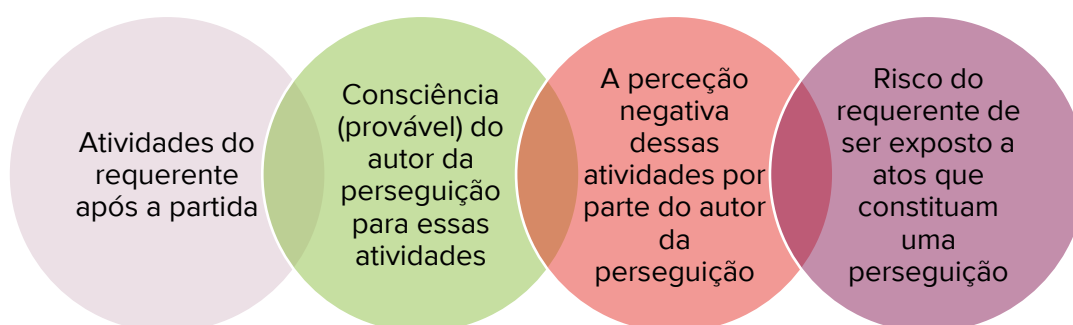 Atividades do
requerente
após a partida
Consciência
(provável) do
autor da
perseguição
para essas
atividades
A perceção
negativa
dessas
atividades por
parte do autor
da
perseguição
Risco do
requerente de
ser exposto a
atos que
constituam
uma
perseguição